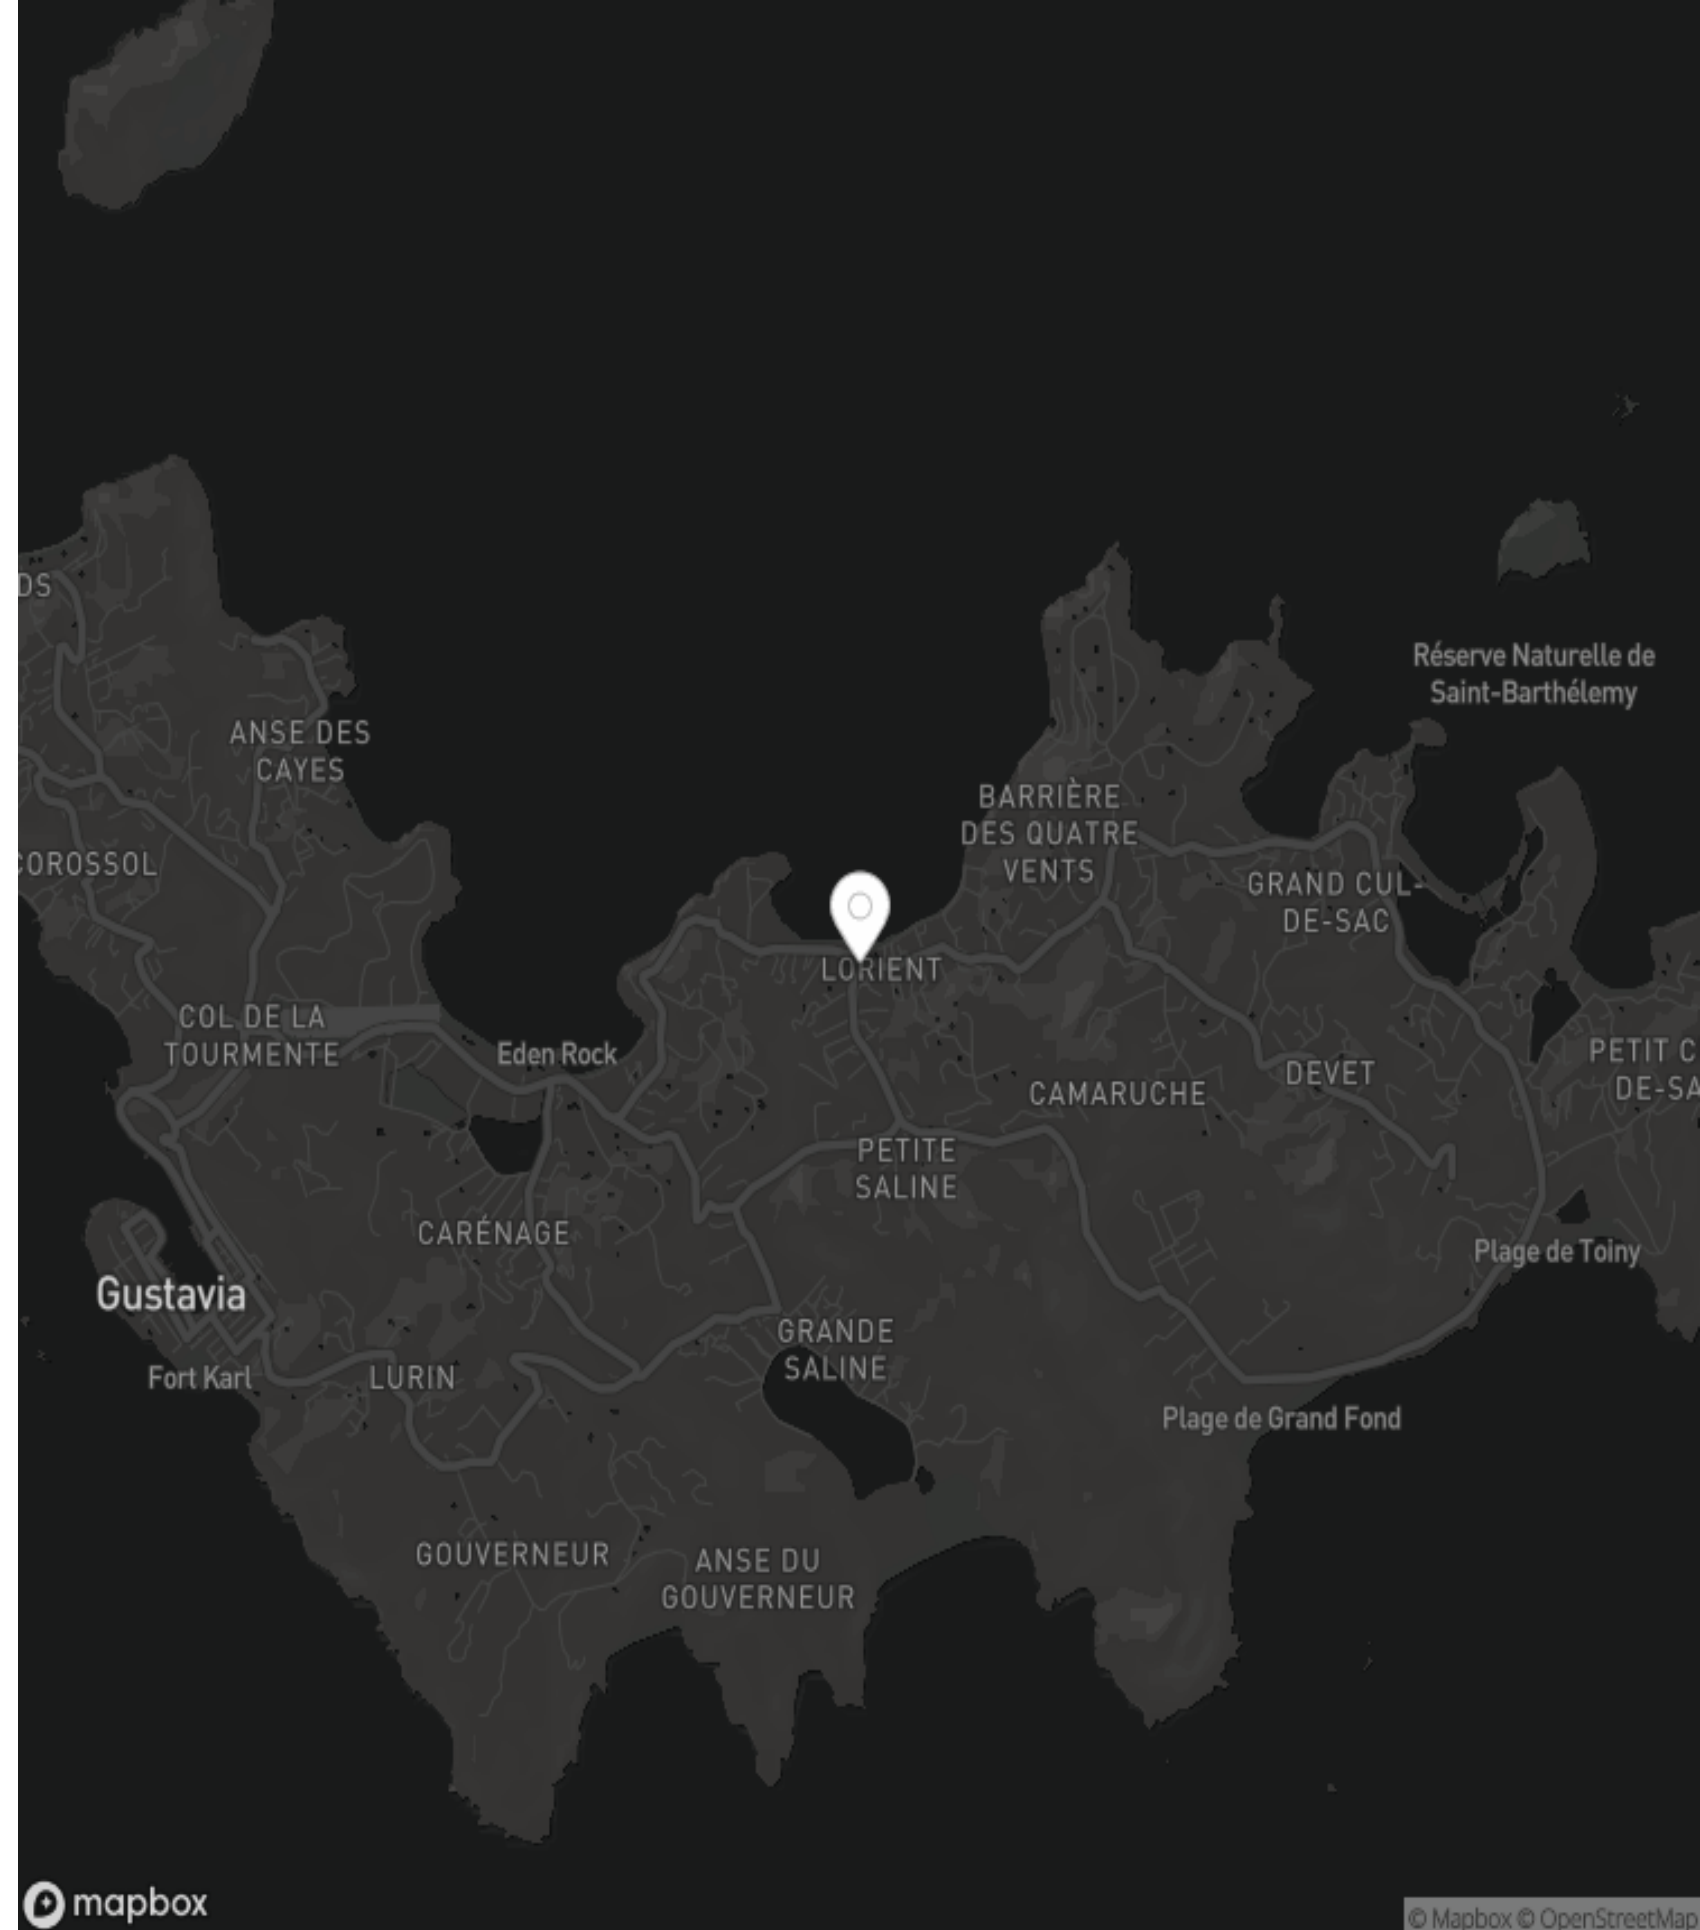 DS
Réserve Naturelle de
Saint-Barthélemy
ANSE DES
CAYES
BARRIÈRE
DES QUATRE
VENTS
COROSSOL
GRAND CUL-
DE-SAC
LORIENT
COL DE LA
TOURMENTE
Eden Rock
PETIT C
DE-SA
DEVET
CAMARUCHE
PETITE
SALINE
CARÉNAGE
Plage de Toiny
Gustavia
GRANDE
SALINE
Fort Karl
LURIN
Plage de Grand Fond
GOUVERNEUR
ANSE DU
GOUVERNEUR
mapbox
© Mapbox © OpenStreetMap